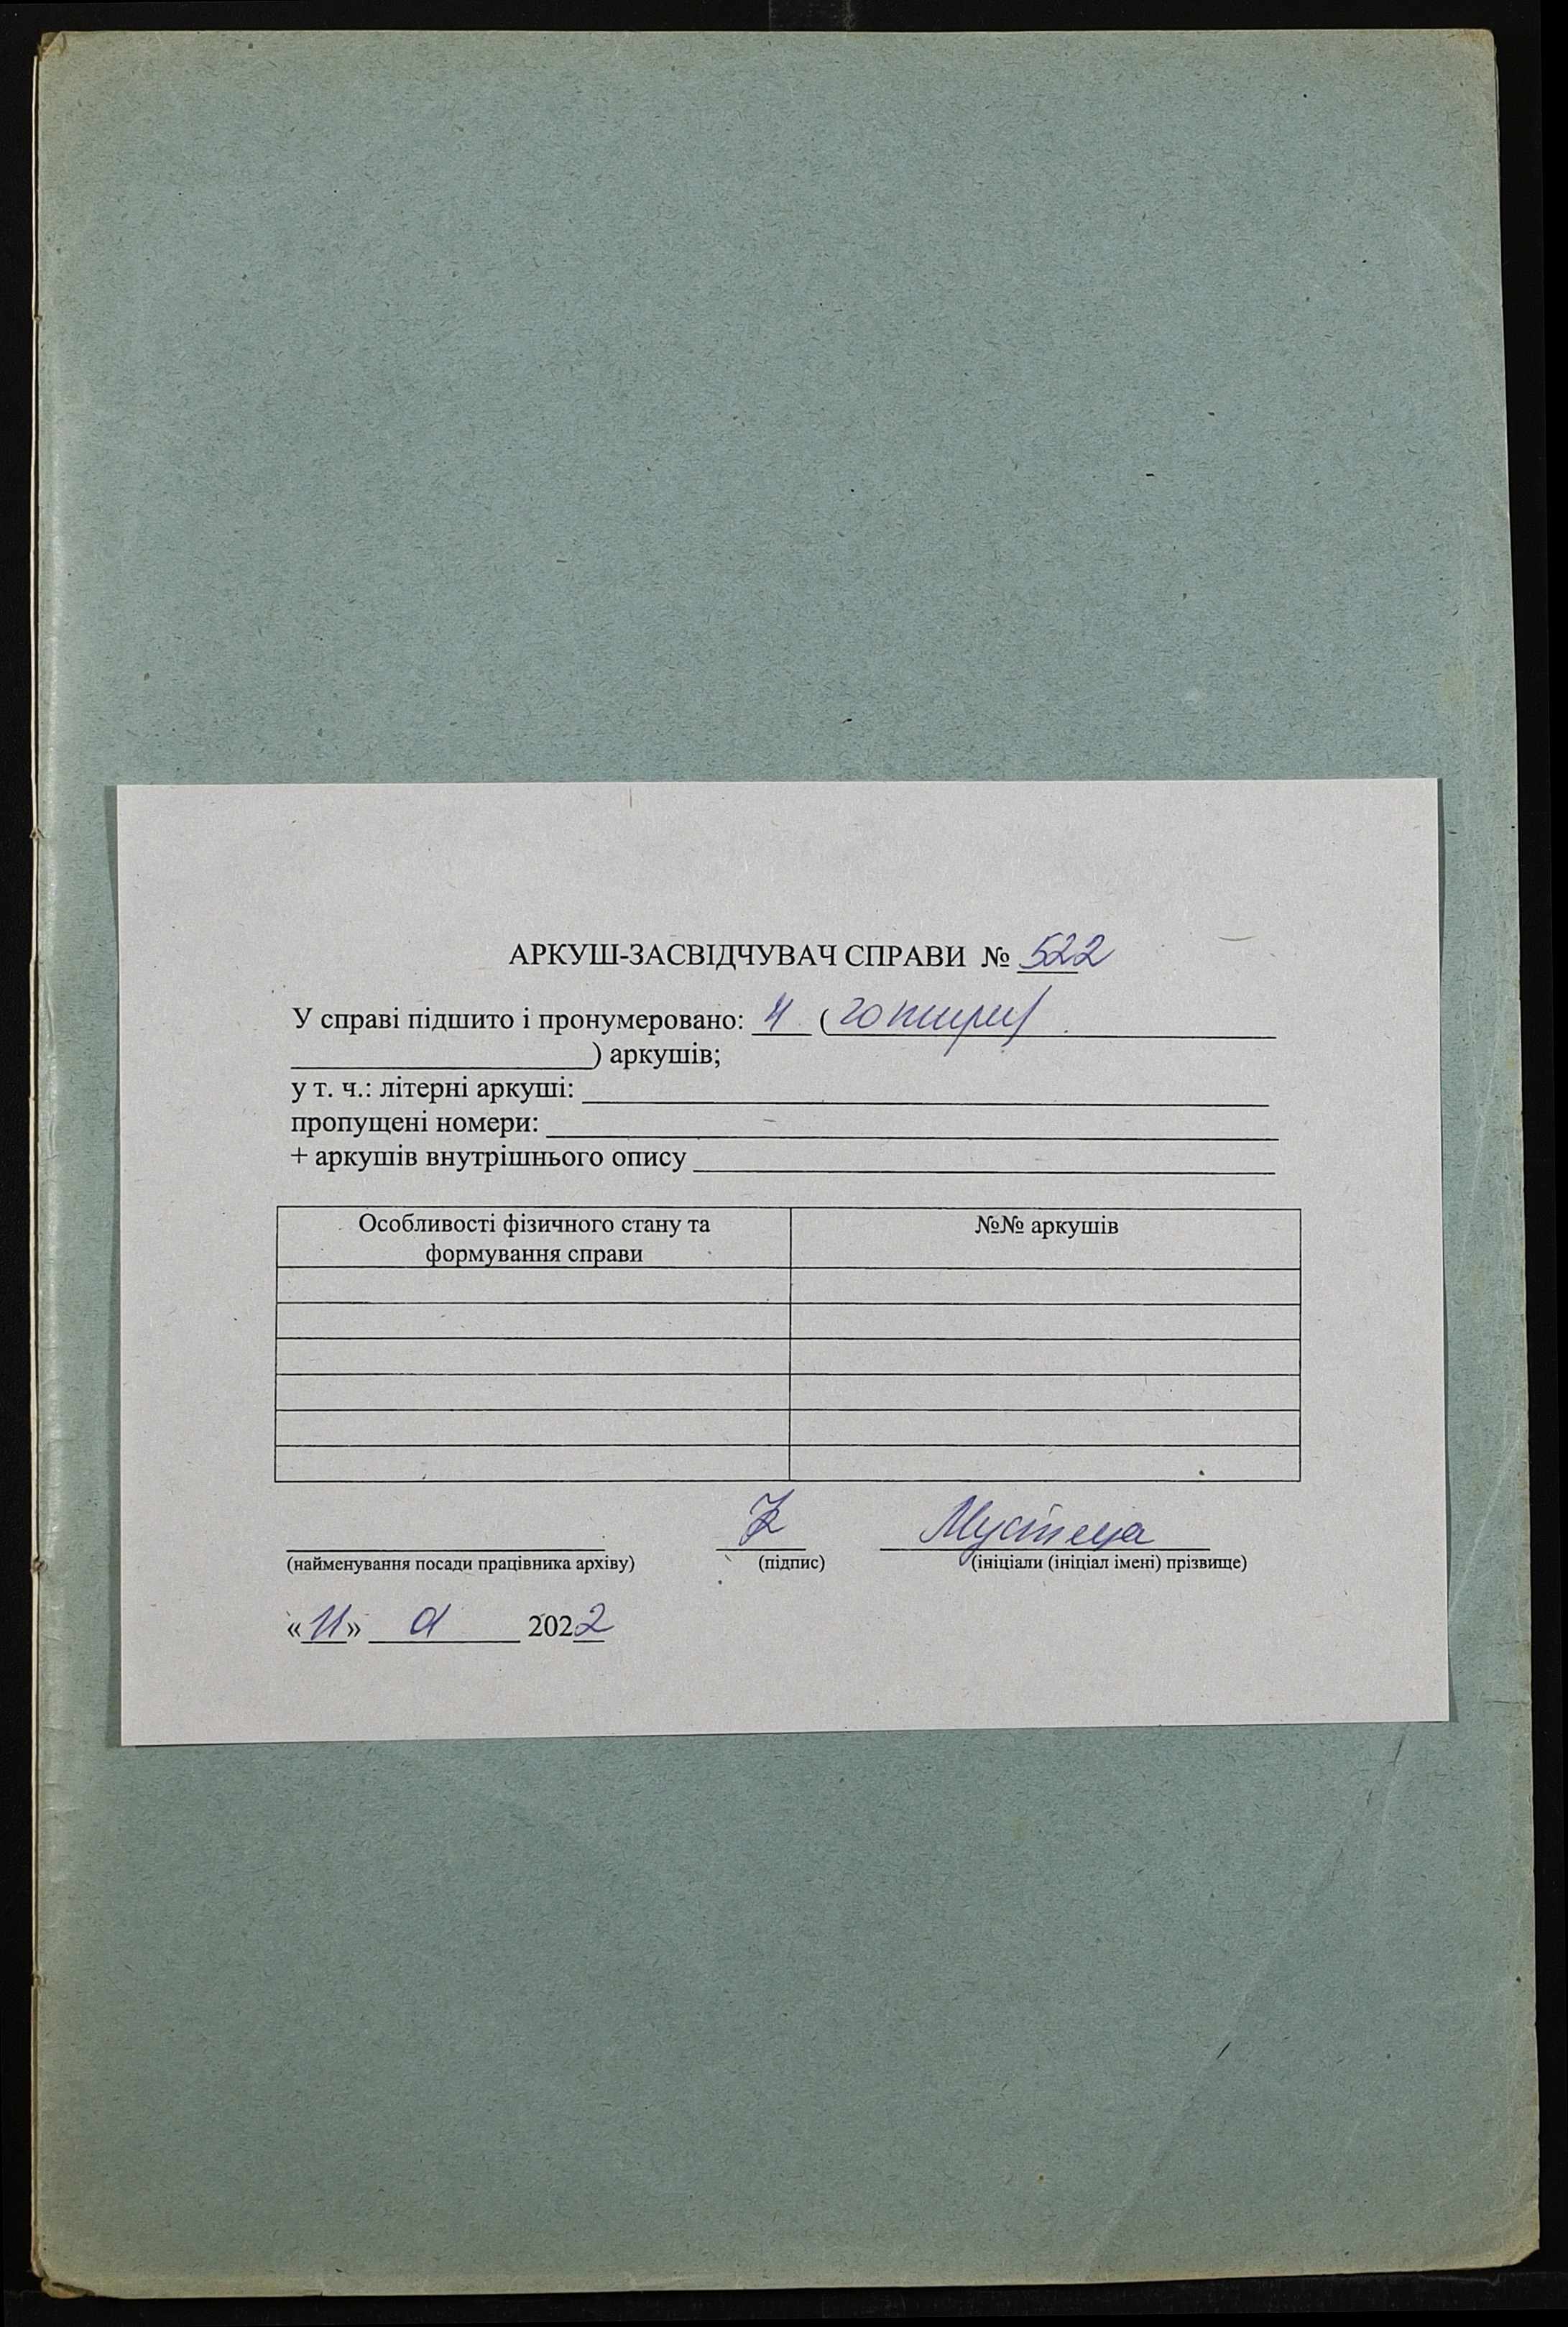 АРКУШ-ЗАСВІДЧУВАЧ СПРАВИ № 522
У справі підшито і пронумеровано: 4 (чотири)
) аркушів;
у т. ч.: літерні аркуші:
пропущені номери: –
+ аркушів внутрішнього опису
Особливості фізичного стану та
формування справи
№№ аркушів
(найменування посади працівника архіву)
(підпис)
(ініціали (ініціал імені) прізвище)
«11» 2022